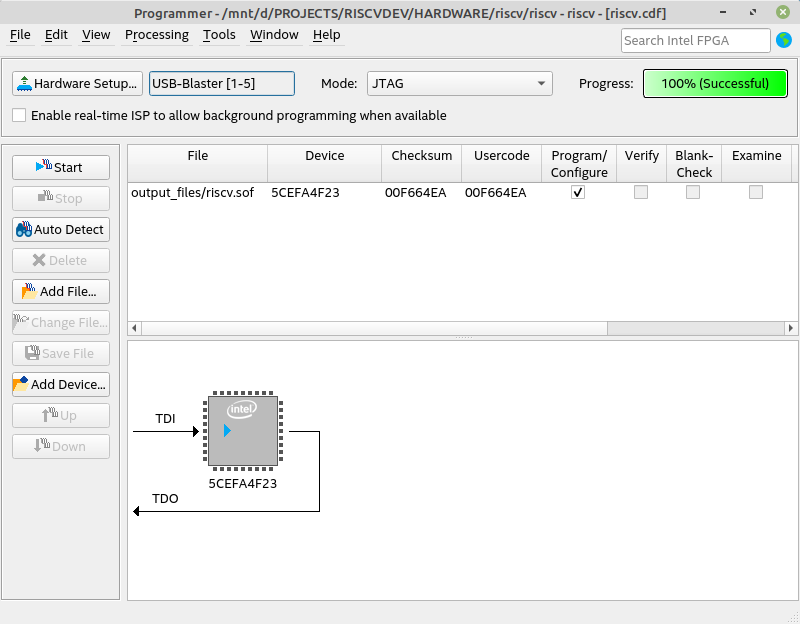 Programmer - /mnt/d/PROJECTS/RISCVDEV/HARDWARE/riscv/riscv - riscv - [riscv.cdf]
File Edit View Processing Tools Window Help
Search Intel FPGA
Hardware Setup... USB-Blaster [1-5] Mode: JTAG Progress: 100% (Successful)
Enable real-time ISP to allow background programming when available
Start
Stop
Auto Detect
Delete
Add File...
Change File...
Save File
Add Device...
Up
Down
File Device Checksum Usercode Program/ Verify Blank- Examine
Configure Check
output_files/riscv.sof 5CEFA4F23 00F664EA 00F664EA
TDI
intel
5CEFA4F23
TDO